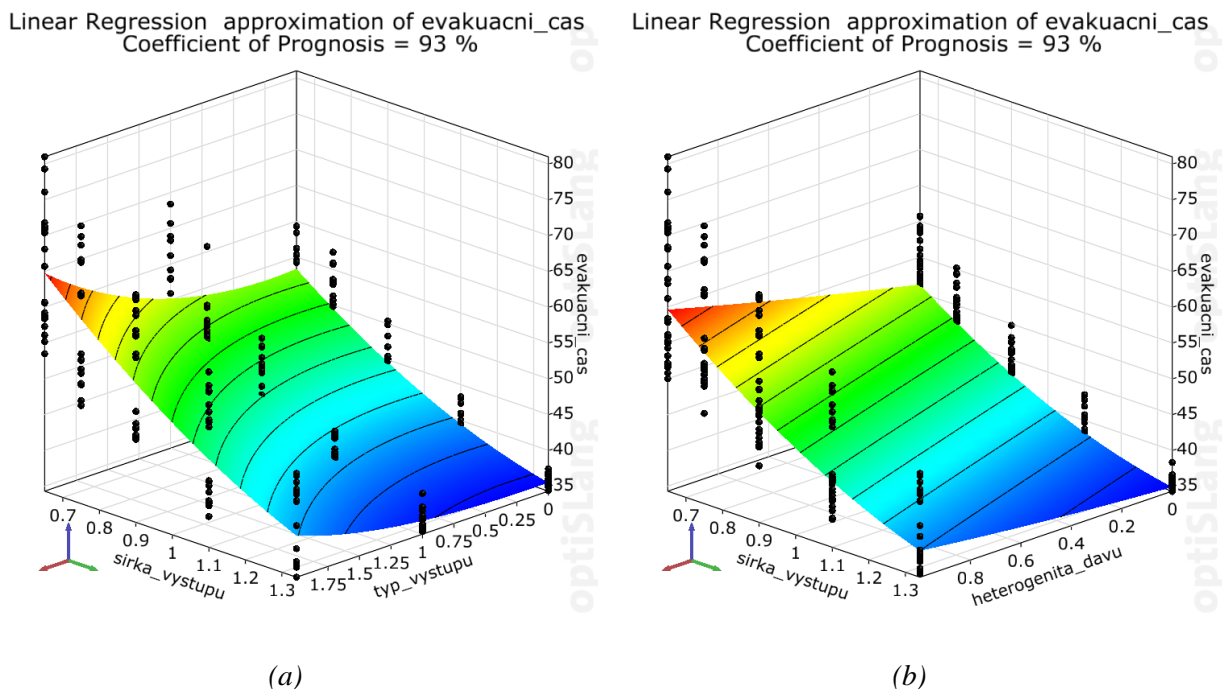 Linear Regression approximation of evakuacni_cas
Coefficient of Prognosis = 93 %
80
75
70
65
60
55
50
45
40
35
evakuacni_cas
0.7
0.8
0.9
1
1.1
1.2
1.3
sirka_vystupu
1.75
1.5
1.25
1
0.75
0.5
0.25
0
typ_vystupu
optiSLang
op
(a)
Linear Regression approximation of evakuacni_cas
Coefficient of Prognosis = 93 %
80
75
70
65
60
55
50
45
40
35
evakuacni_cas
0.7
0.8
0.9
1
1.1
1.2
1.3
sirka_vystupu
0.8
0.6
0.4
0.2
0
heterogenita_davu
optiSLang
op
(b)